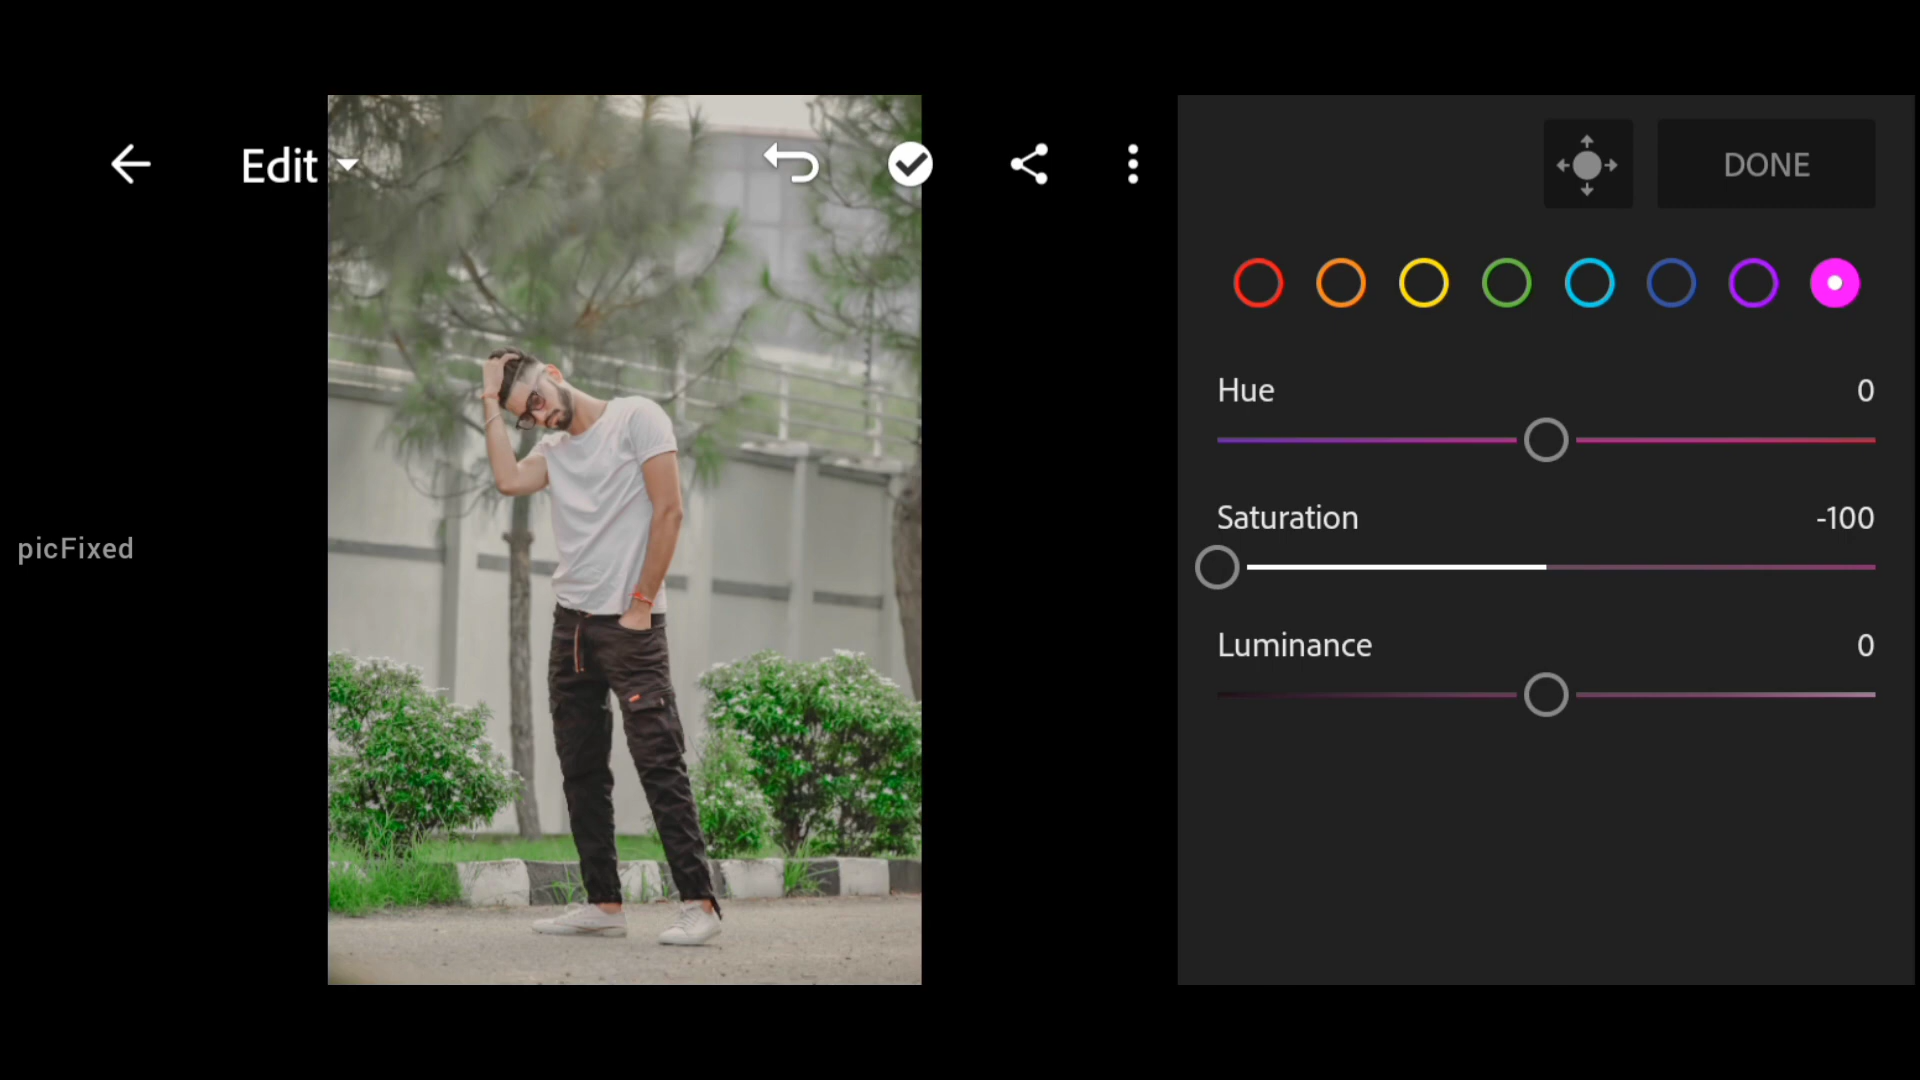 Edit
DONE
Hue 0
Saturation -100
Luminance 0
picFixed